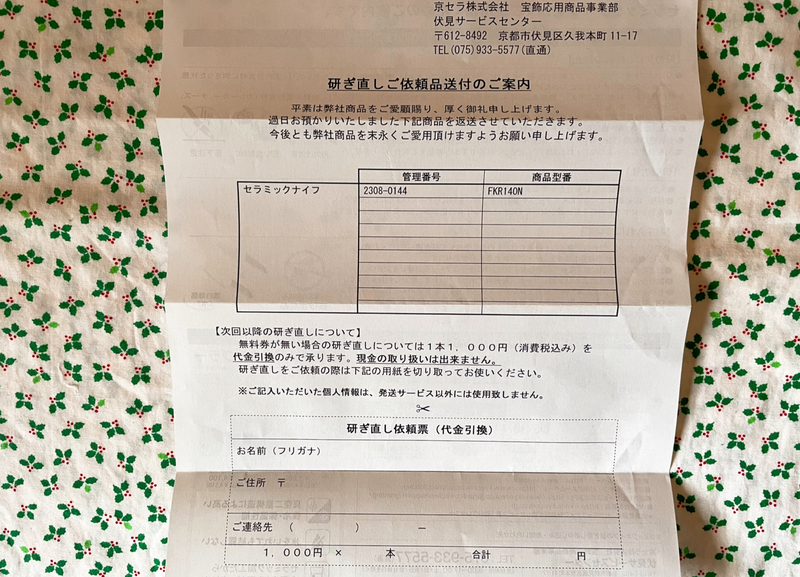 京セラ株式会社 宝飾応用商品事業部
伏見サービスセンター
〒612-8492 京都市伏見区久我本町11-17
TEL(075)933-5577(直通)
研ぎ直しご依頼品送付のご案内
平素は弊社商品をご愛顧賜り、厚く御礼申し上げます。
過日お預かりいたしました下記商品を返送させていただきます。
今後とも弊社商品を末永くご愛用頂けますようお願い申し上げます。
管理番号 商品型番
セラミックナイフ 2308-0144 FKR140N
【次回以降の研ぎ直しについて】
無料券が無い場合の研ぎ直しについては1本1,000円（消費税込み）を
代金引換のみで承ります。現金の取り扱いは出来ません。
研ぎ直しをご依頼の際は下記の用紙を切り取ってお使いください。
※ご記入いただいた個人情報は、発送サービス以外には使用致しません。
研ぎ直し依頼票（代金引換）
お名前（フリガナ）
ご住所 〒
ご連絡先 （ ） －
1,000円 × 本 合計 円